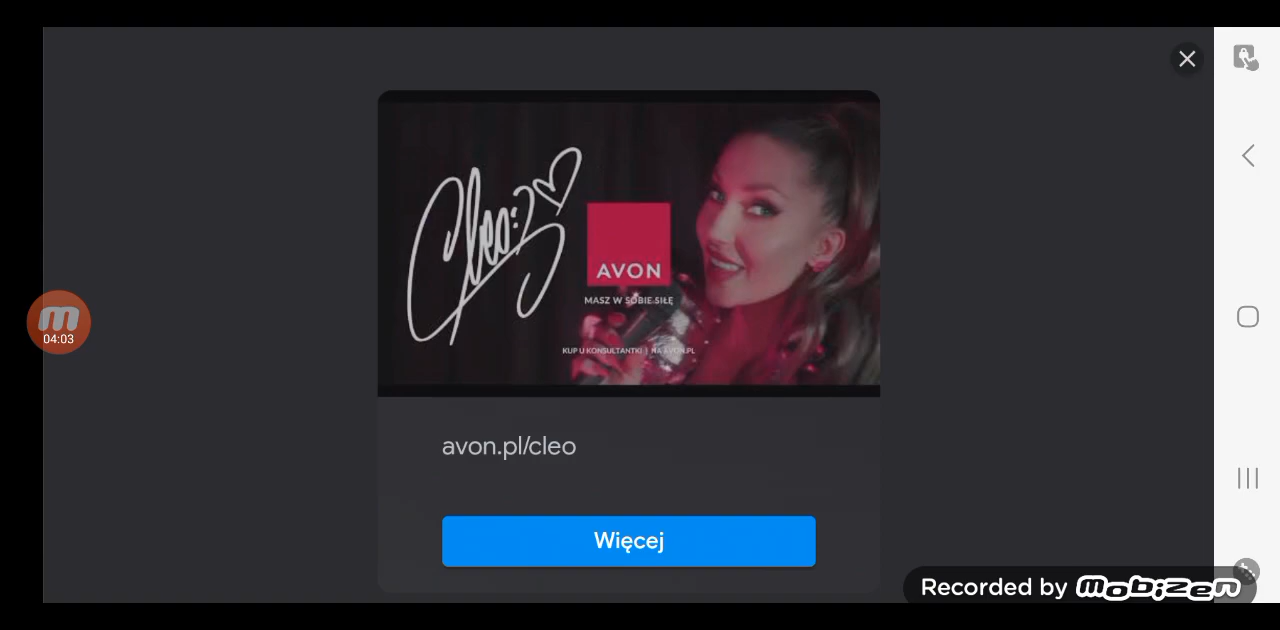 Cleo
AVON
MASZ W SOBIE SIŁĘ
KUP U KONSULTANTKI | NA AVON.PL
m
04:03
avon.pl/cleo
Więcej
Recorded by mobizen